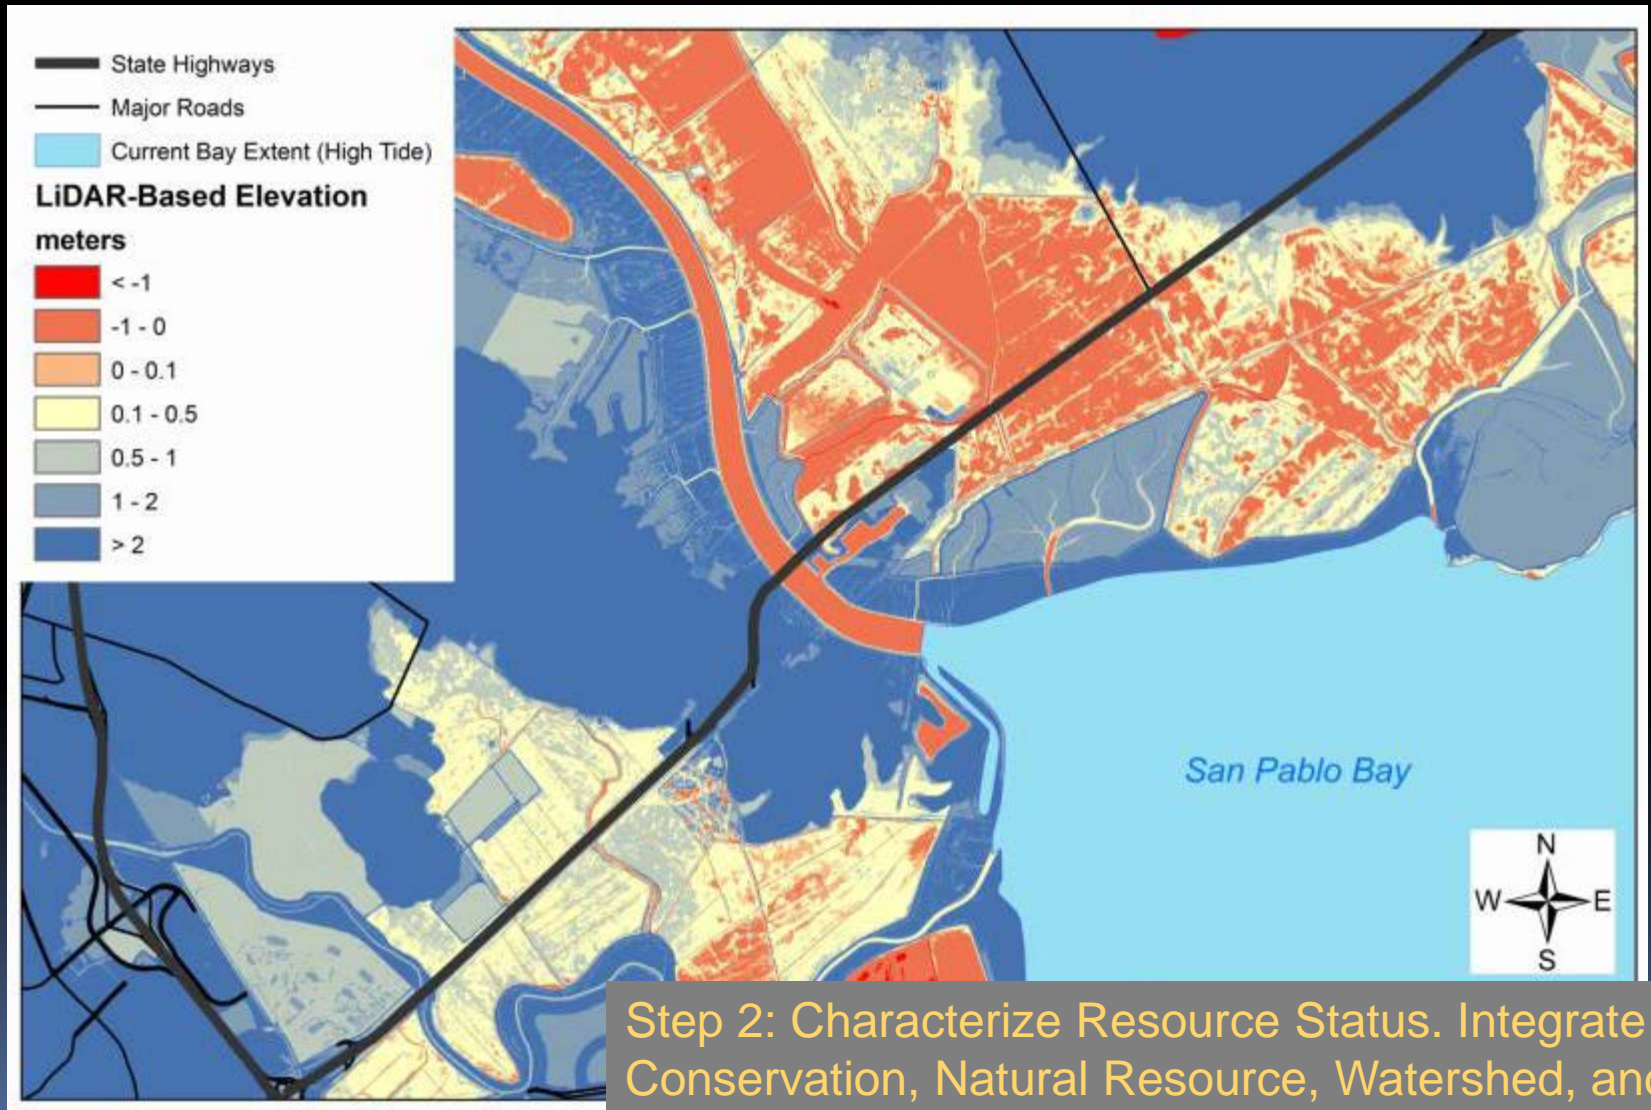 State Highways
Major Roads
Current Bay Extent (High Tide)
LiDAR-Based Elevation
meters
< -1
-1 - 0
0 - 0.1
0.1 - 0.5
0.5 - 1
1 - 2
> 2
San Pablo Bay
N
W E
S
Step 2: Characterize Resource Status. Integrate
Conservation, Natural Resource, Watershed, and